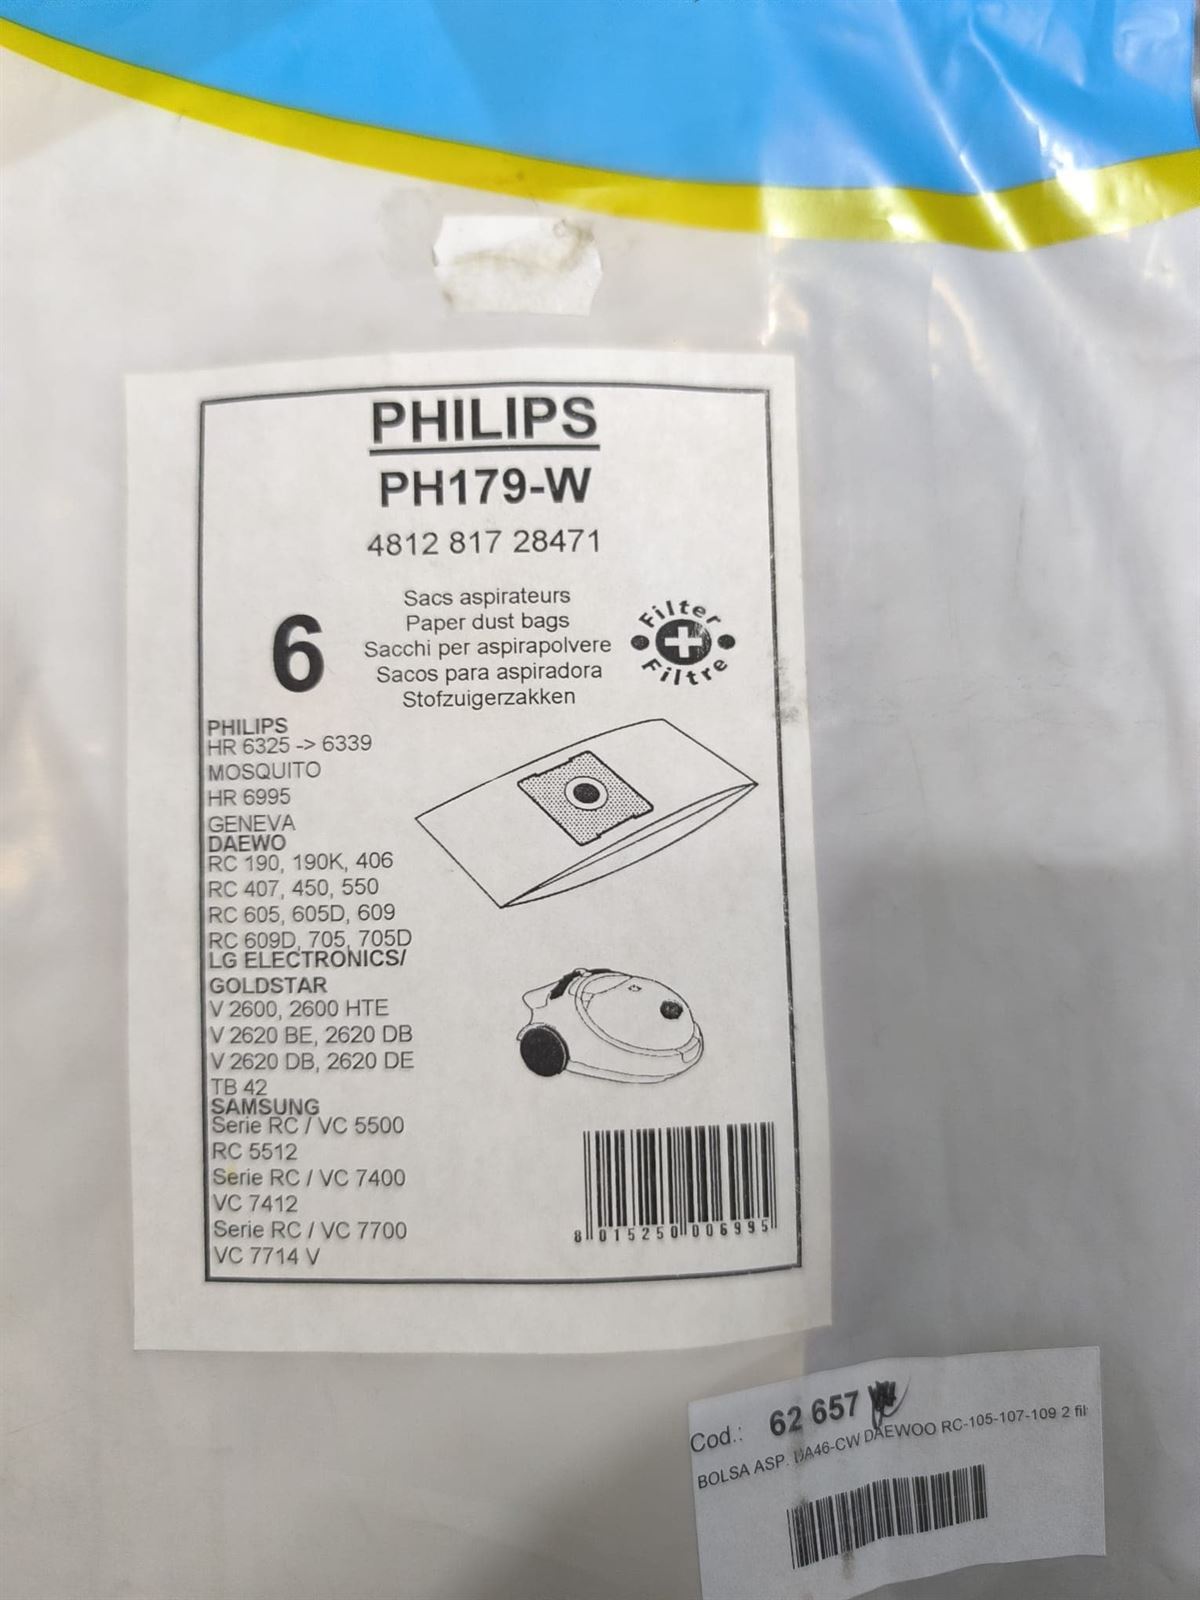 PHILIPS
PH179-W
4812 817 28471
6
Sacs aspirateurs
Paper dust bags
Sacchi per aspirapolvere
Sacos para aspiradora
Stofzuigerzakken
Filter
Filtre
PHILIPS
HR 6325 -> 6339
MOSQUITO
HR 6995
GENEVA
DAEWO
RC 190, 190K, 406
RC 407, 450, 550
RC 605, 605D, 609
RC 609D, 705, 705D
LG ELECTRONICS/
GOLDSTAR
V 2600, 2600 HTE
V 2620 BE, 2620 DB
V 2620 DB, 2620 DE
TB 42
SAMSUNG
Serie RC / VC 5500
RC 5512
Serie RC / VC 7400
VC 7412
Serie RC / VC 7700
VC 7714 V
8 015250 006995
Cod.: 62 657
BOLSA ASP. DA46-CW DAEWOO RC-105-107-109 2 fil